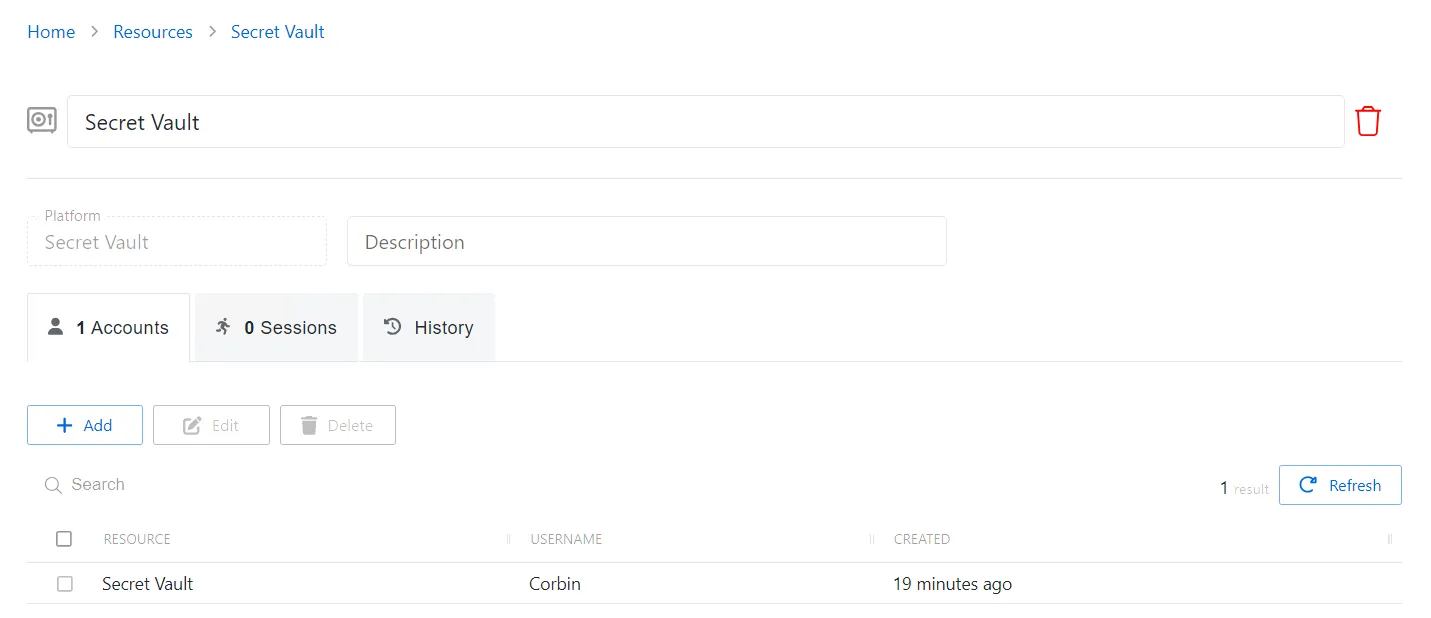 Home > Resources > Secret Vault
Secret Vault
Platform
Secret Vault
Description
1 Accounts
0 Sessions
History
Add
Edit
Delete
Search
1 result
Refresh
RESOURCE USERNAME CREATED
Secret Vault Corbin 19 minutes ago